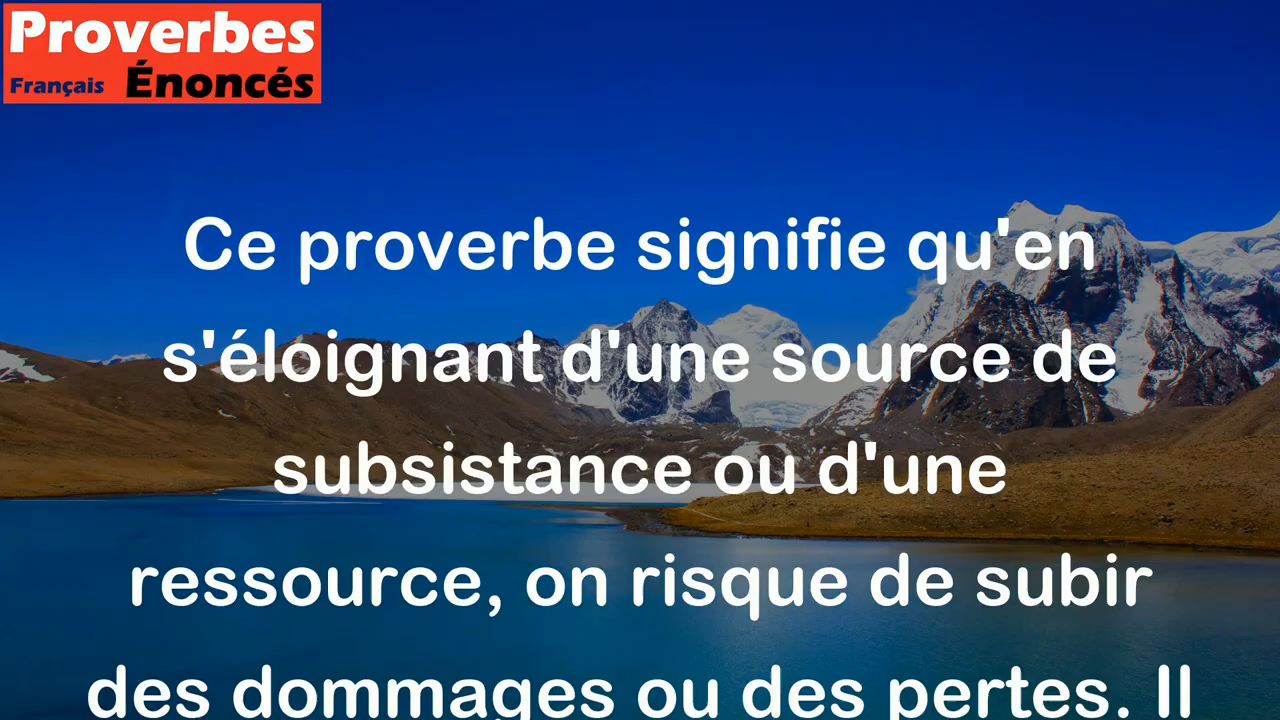 Proverbes
Français Énoncés
Ce proverbe signifie qu'en
s'éloignant d'une source de
subsistance ou d'une
ressource, on risque de subir
des dommages ou des pertes. Il